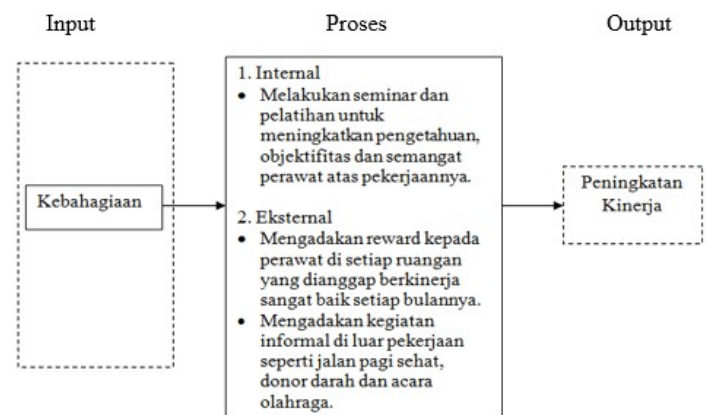 Input Proses Output
Kebahagiaan
1. Internal
• Melakukan seminar dan
pelatihan untuk
meningkatkan pengetahuan,
objektifitas dan semangat
perawat atas pekerjaannya.
2. Eksternal
• Mengadakan reward kepada
perawat di setiap ruangan
yang dianggap berkinerja
sangat baik setiap bulannya.
• Mengadakan kegiatan
informal di luar pekerjaan
seperti jalan pagi sehat,
donor darah dan acara
olahraga.
Peningkatan
Kinerja